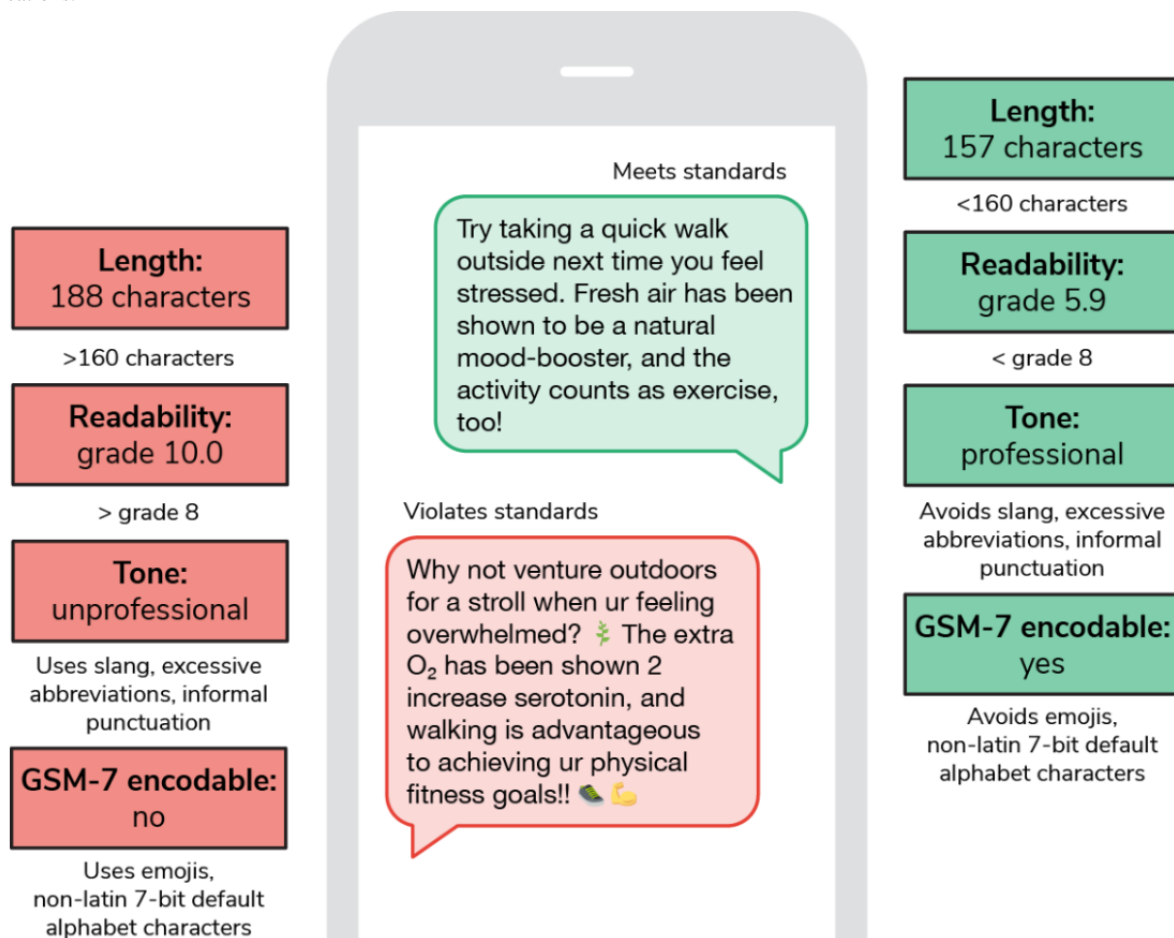 Length:
188 characters
>160 characters
Readability:
grade 10.0
> grade 8
Tone:
unprofessional
Uses slang, excessive
abbreviations, informal
punctuation
GSM-7 encodable:
no
Uses emojis,
non-latin 7-bit default
alphabet characters
Meets standards
Try taking a quick walk
outside next time you feel
stressed. Fresh air has been
shown to be a natural
mood-booster, and the
activity counts as exercise,
too!
Violates standards
Why not venture outdoors
for a stroll when ur feeling
overwhelmed? 🌿 The extra
O₂ has been shown 2
increase serotonin, and
walking is advantageous
to achieving ur physical
fitness goals!! 👟 💪
Length:
157 characters
<160 characters
Readability:
grade 5.9
< grade 8
Tone:
professional
Avoids slang, excessive
abbreviations, informal
punctuation
GSM-7 encodable:
yes
Avoids emojis,
non-latin 7-bit default
alphabet characters